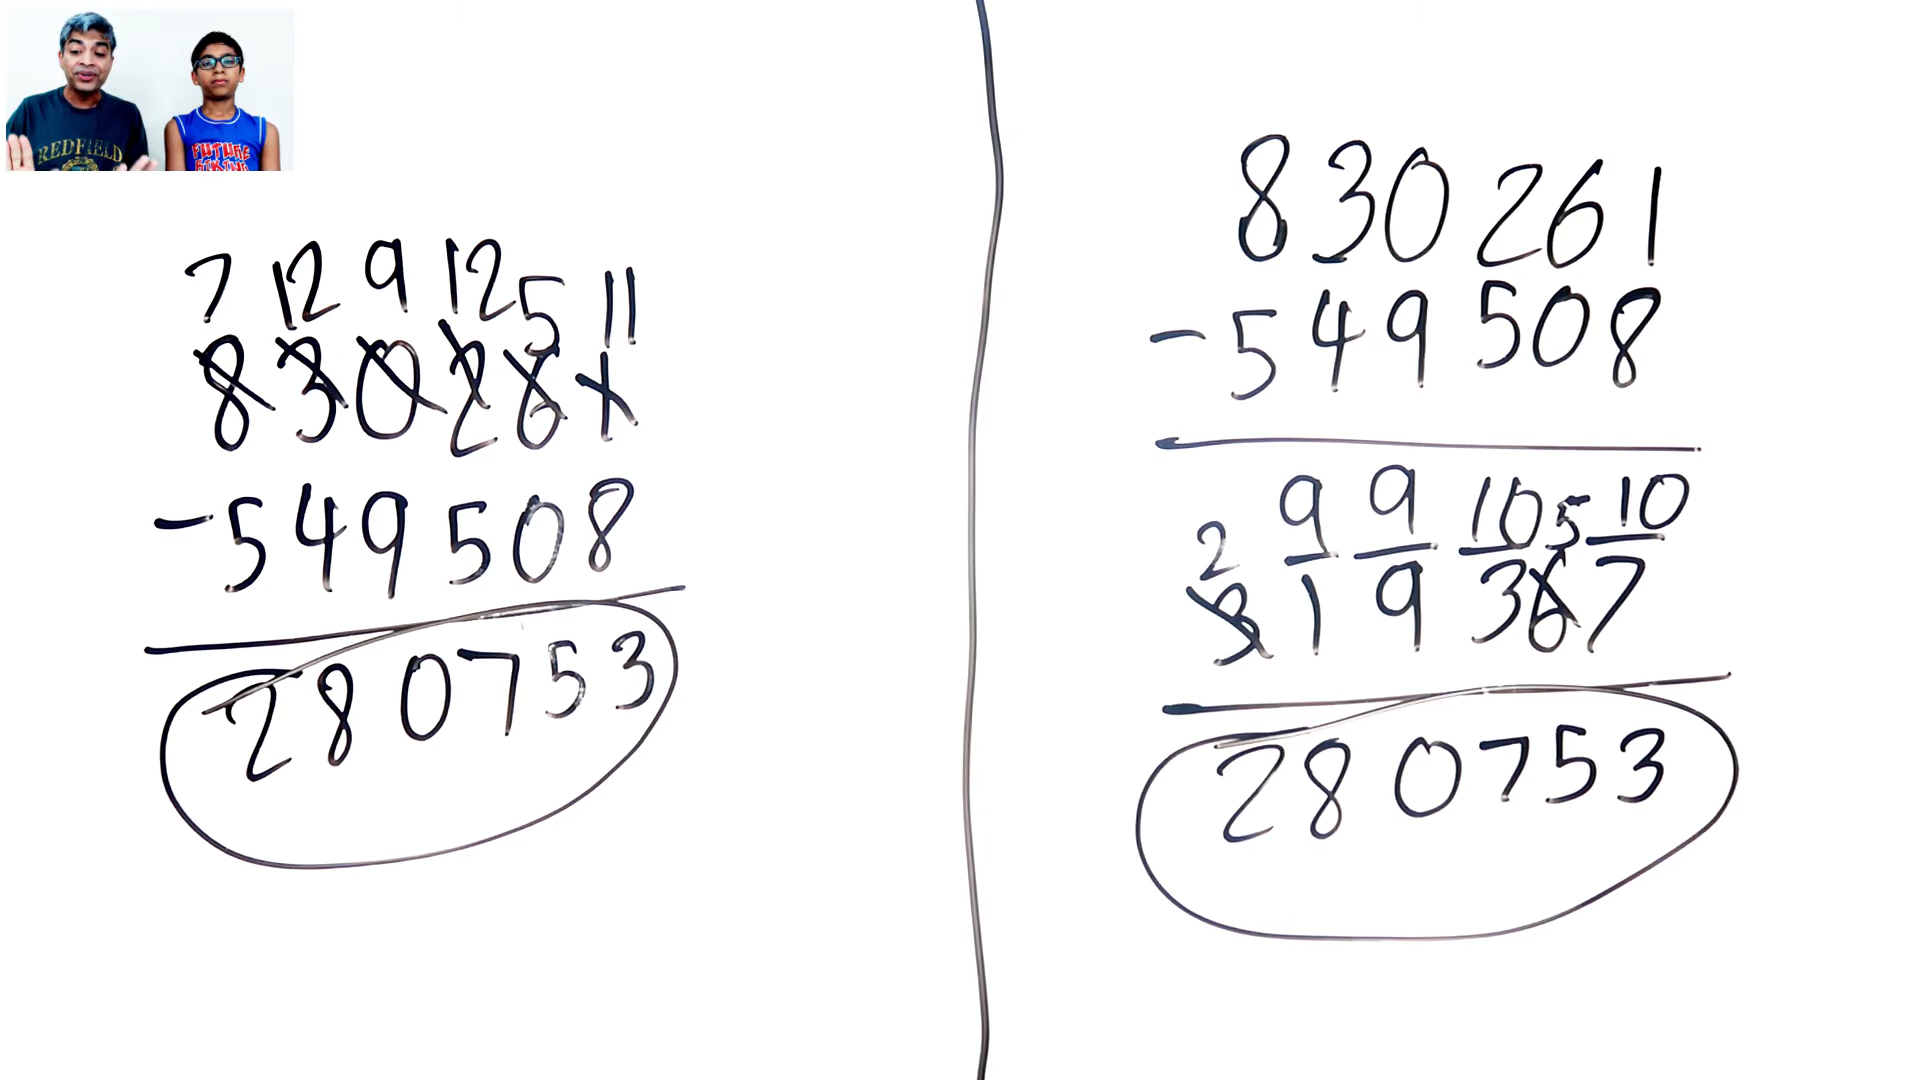 REDFIELD
FUTURE
7 12 9 12 5 11
8 3 0 2 6 1
- 5 4 9 5 0 8
2 8 0 7 5 3
8 3 0 2 6 1
- 5 4 9 5 0 8
2 9 9 10 5 10
3 1 9 3 6 7
2 8 0 7 5 3